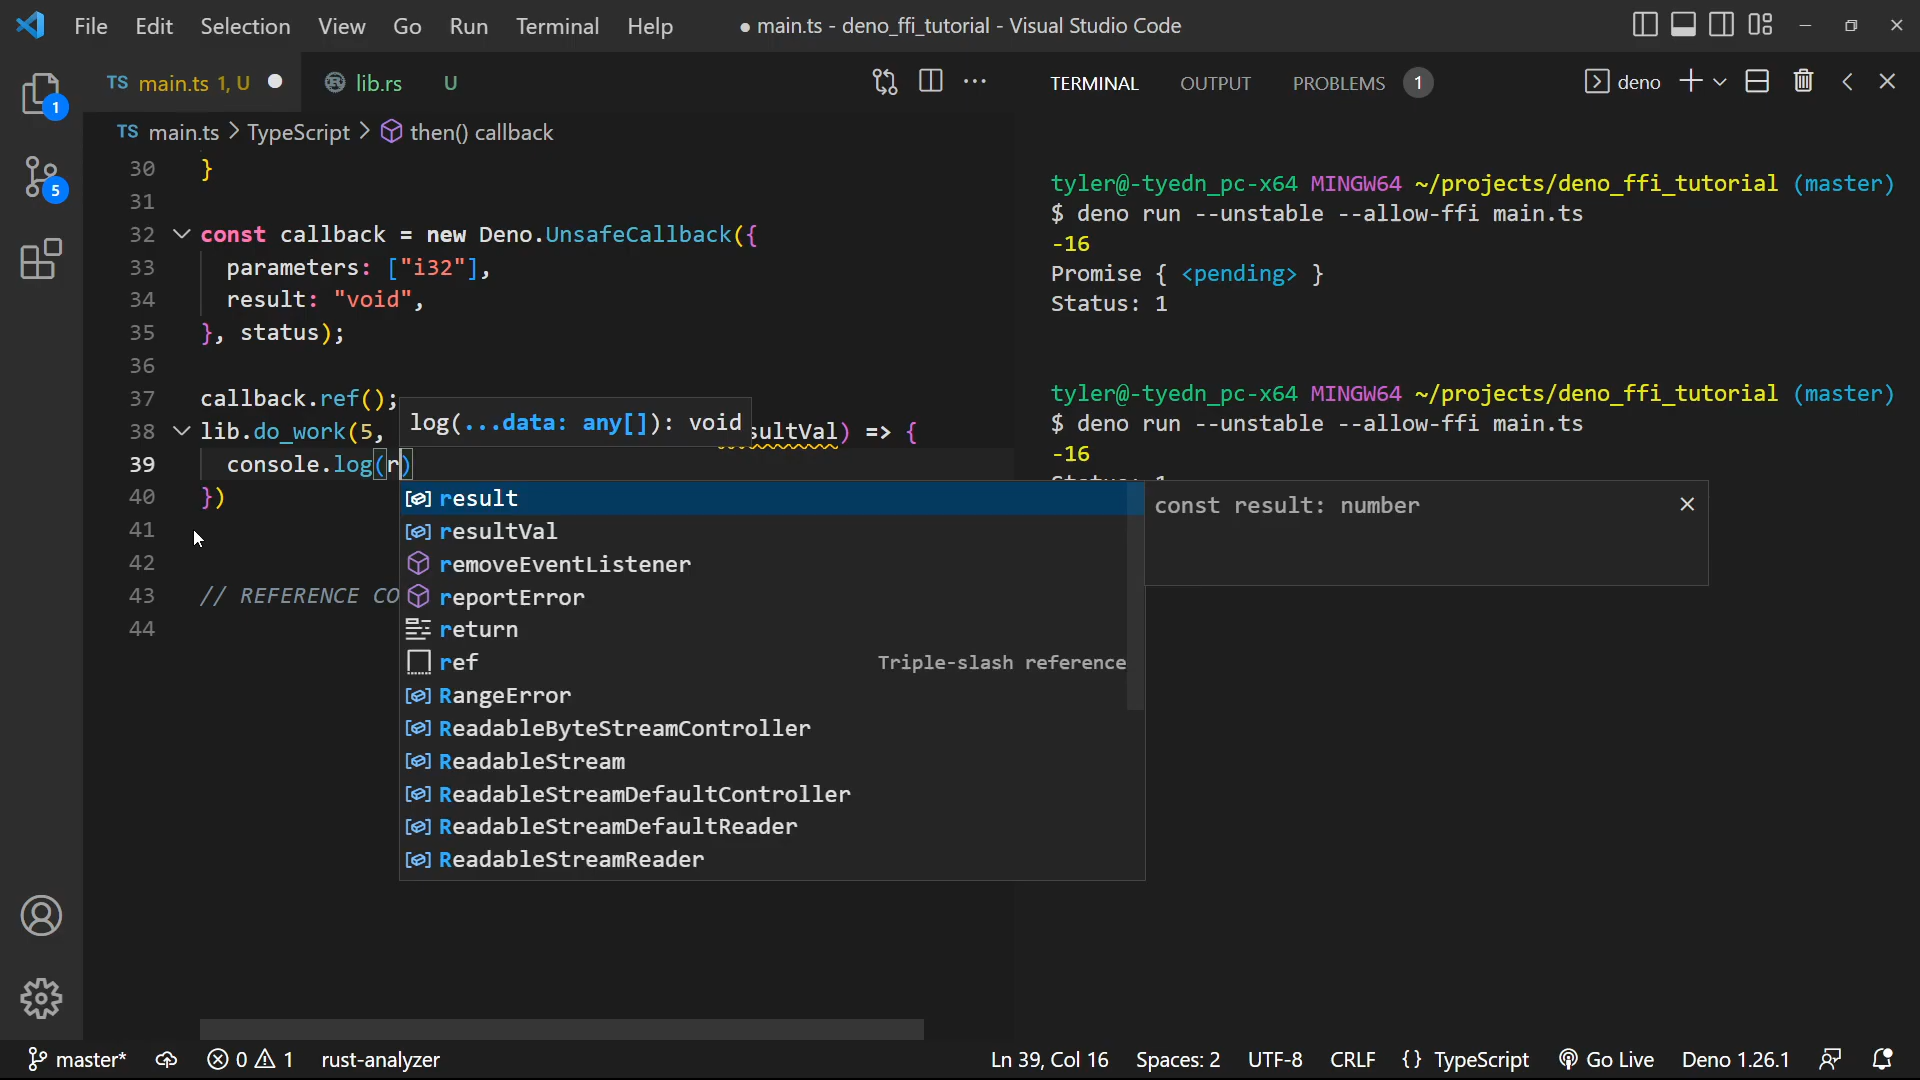 File Edit Selection View Go Run Terminal Help ● main.ts - deno_ffi_tutorial - Visual Studio Code
TS main.ts 1, U ● lib.rs U
TERMINAL OUTPUT PROBLEMS 1 deno
1
5
TS main.ts > TypeScript > then() callback
30 }
31
32 const callback = new Deno.UnsafeCallback({
33 parameters: ["i32"],
34 result: "void",
35 }, status);
36
37 callback.ref();
log(...data: any[]): void
38 lib.do_work(5, sultVal) => {
39 console.log(r)
40 })
41
42
43 // REFERENCE CO
44
result
resultVal
removeEventListener
reportError
return
ref Triple-slash reference
RangeError
ReadableByteStreamController
ReadableStream
ReadableStreamDefaultController
ReadableStreamDefaultReader
ReadableStreamReader
const result: number
tyler@-tyedn_pc-x64 MINGW64 ~/projects/deno_ffi_tutorial (master)
$ deno run --unstable --allow-ffi main.ts
-16
Promise { <pending> }
Status: 1
tyler@-tyedn_pc-x64 MINGW64 ~/projects/deno_ffi_tutorial (master)
$ deno run --unstable --allow-ffi main.ts
-16
master* 0 1 rust-analyzer Ln 39, Col 16 Spaces: 2 UTF-8 CRLF {} TypeScript Go Live Deno 1.26.1